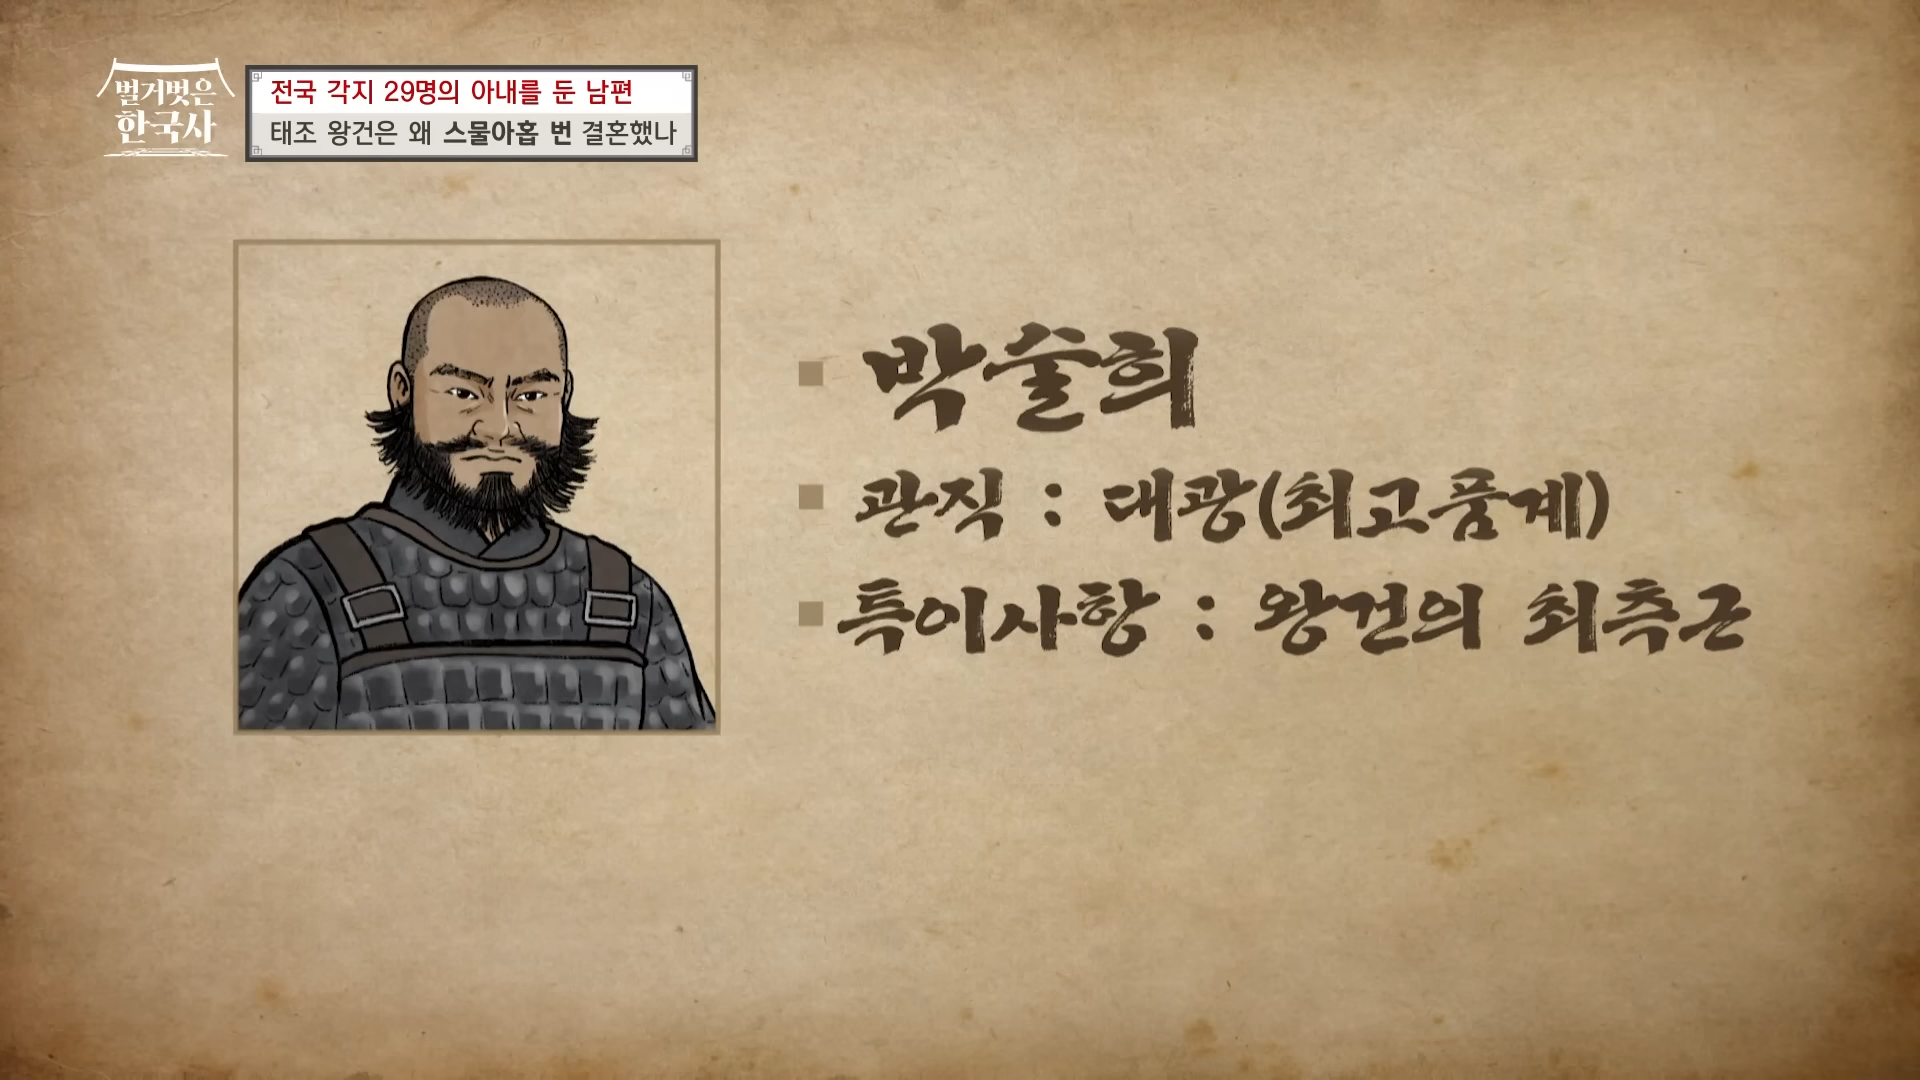 벌거벗은
한국사
전국 각지 29명의 아내를 둔 남편
태조 왕건은 왜 스물아홉 번 결혼했나
박술희
관직 : 대광(최고품계)
특이사항 : 왕건의 최측근